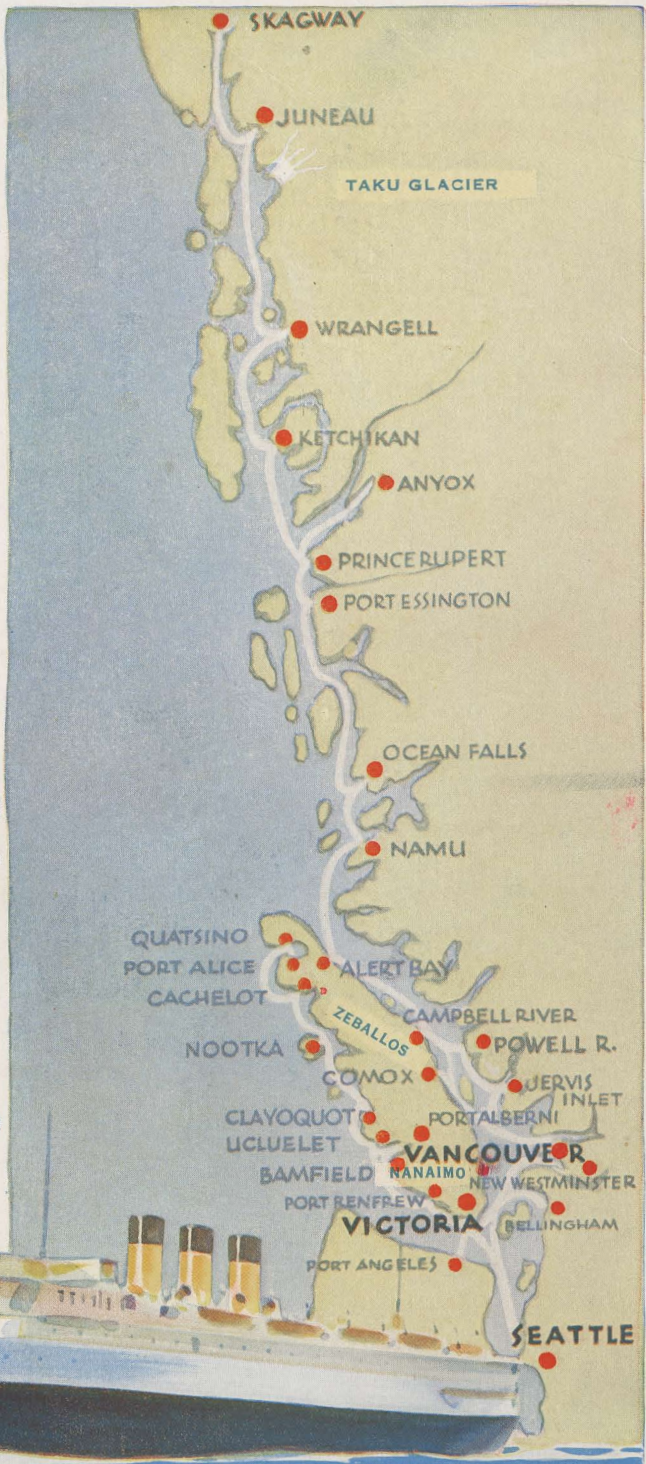 SKAGWAY
JUNEAU
TAKU GLACIER
WRANGELL
KETCHIKAN
ANYOX
PRINCE RUPERT
PORT ESSINGTON
OCEAN FALLS
NAMU
QUATSINO
PORT ALICE
ALERT BAY
CACHELOT
ZEBALLOS
CAMPBELL RIVER
NOOTKA
POWELL R.
COMOX
JERVIS
INLET
CLAYOQUOT
PORT ALBERNI
UCLUELET
VANCOUVER
BAMFIELD
NANAIMO
NEW WESTMINSTER
PORT RENFREW
VICTORIA
BELLINGHAM
PORT ANGELES
SEATTLE